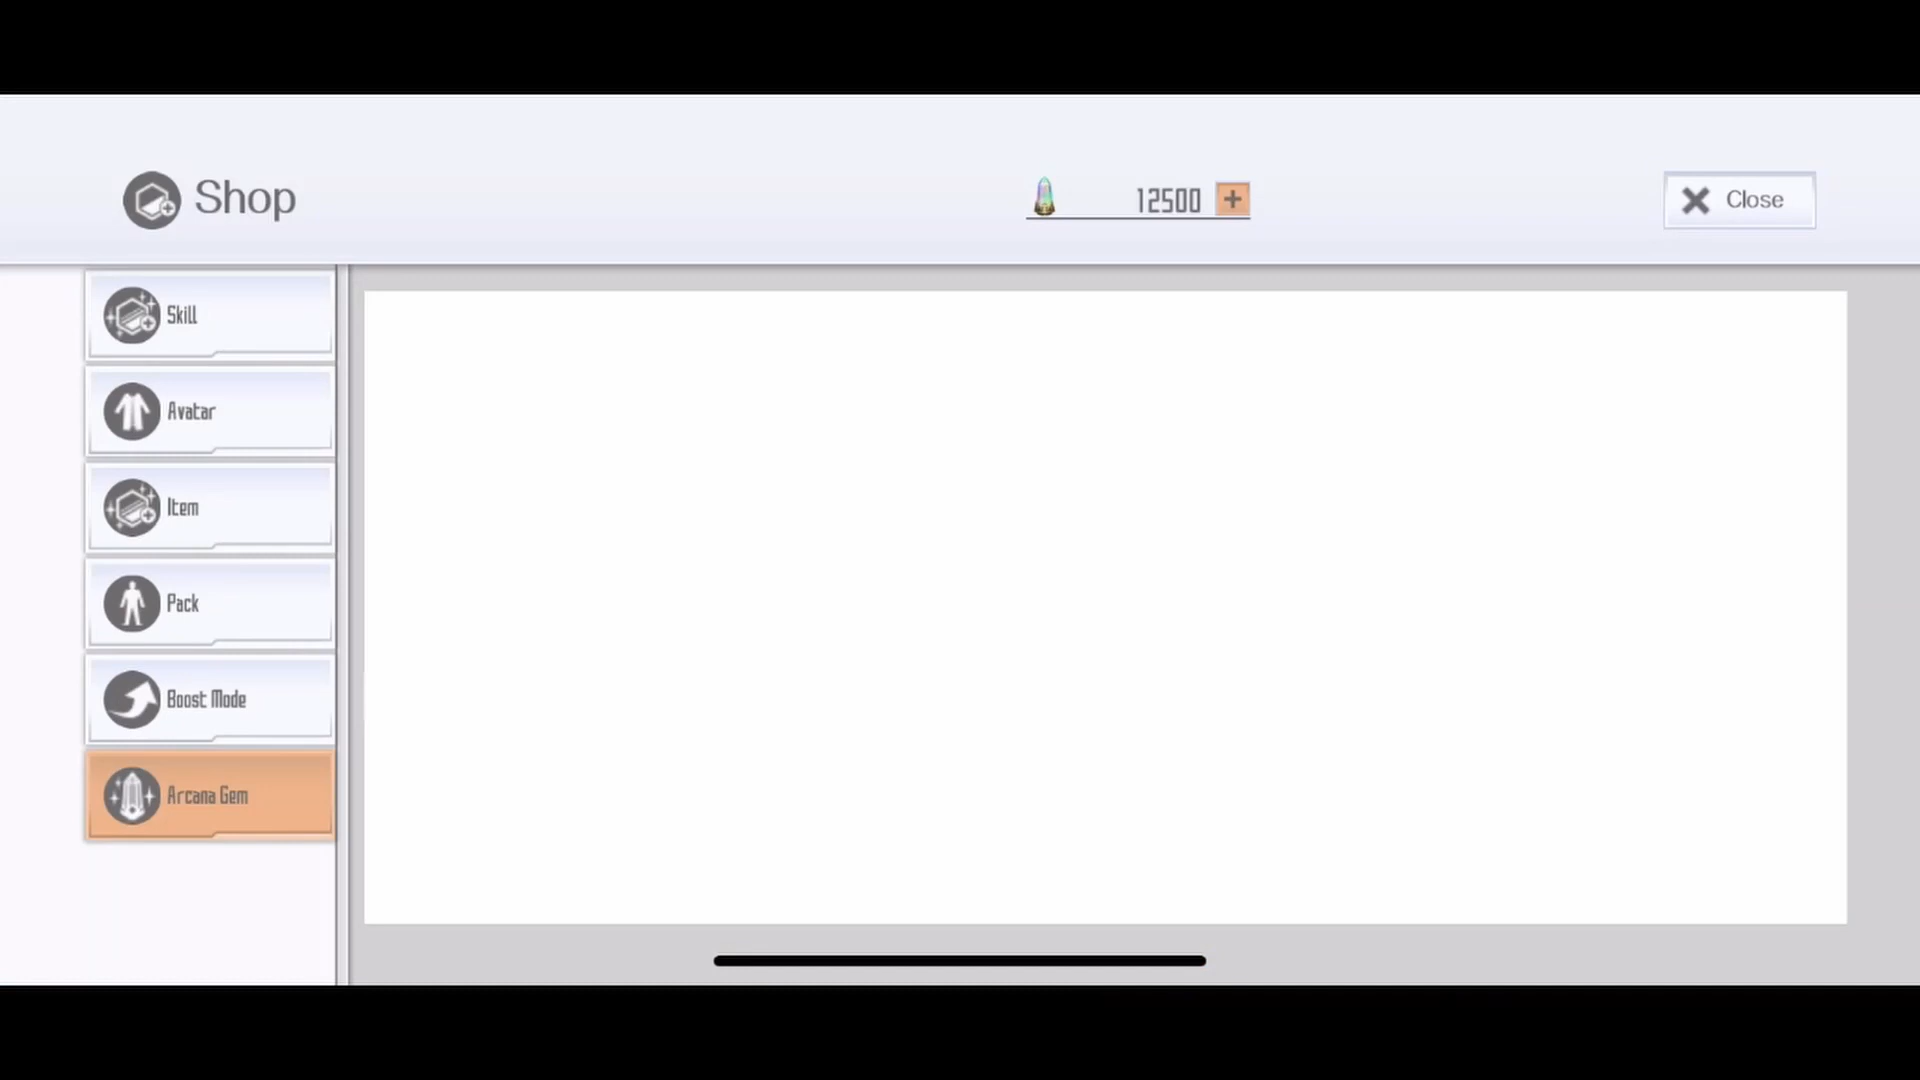 Shop
12500
Close
Skill
Avatar
Item
Pack
Boost Mode
Arcana Gem